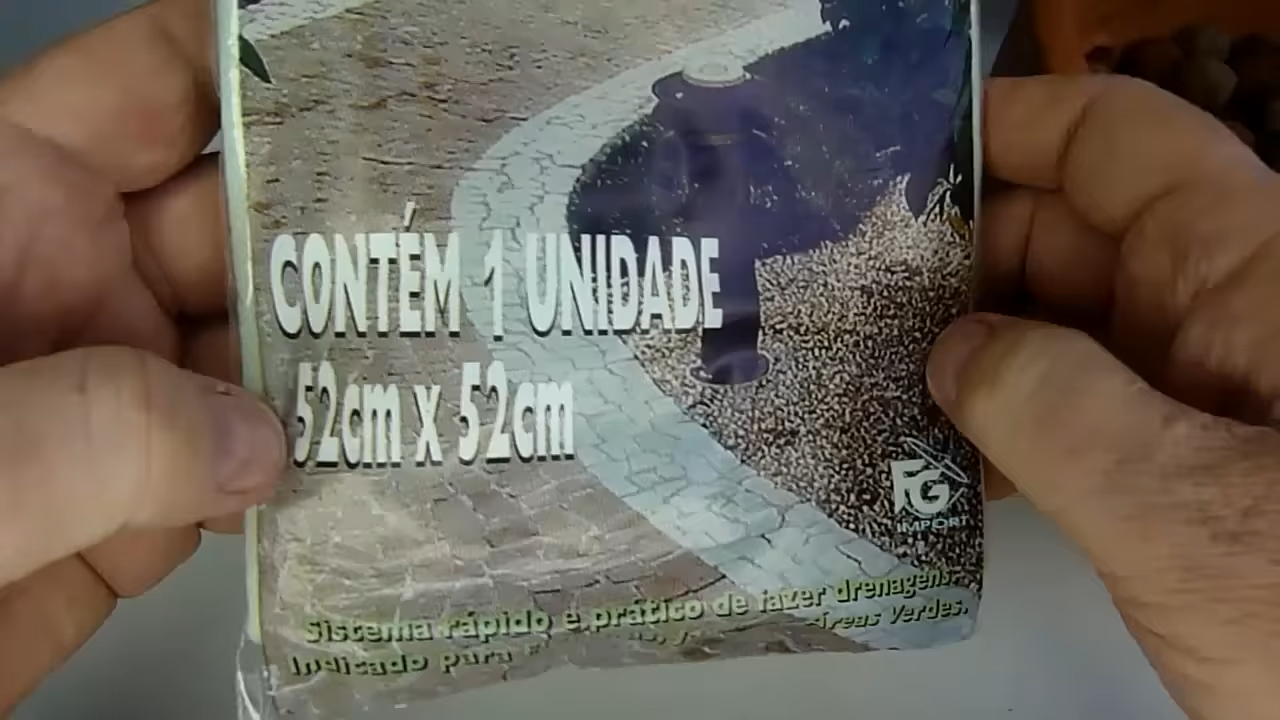 CONTÉM 1 UNIDADE
52cm x 52cm
FG
IMPORT
Sistema rápido e prático de fazer drenagens.
Indicado para Áreas Verdes.